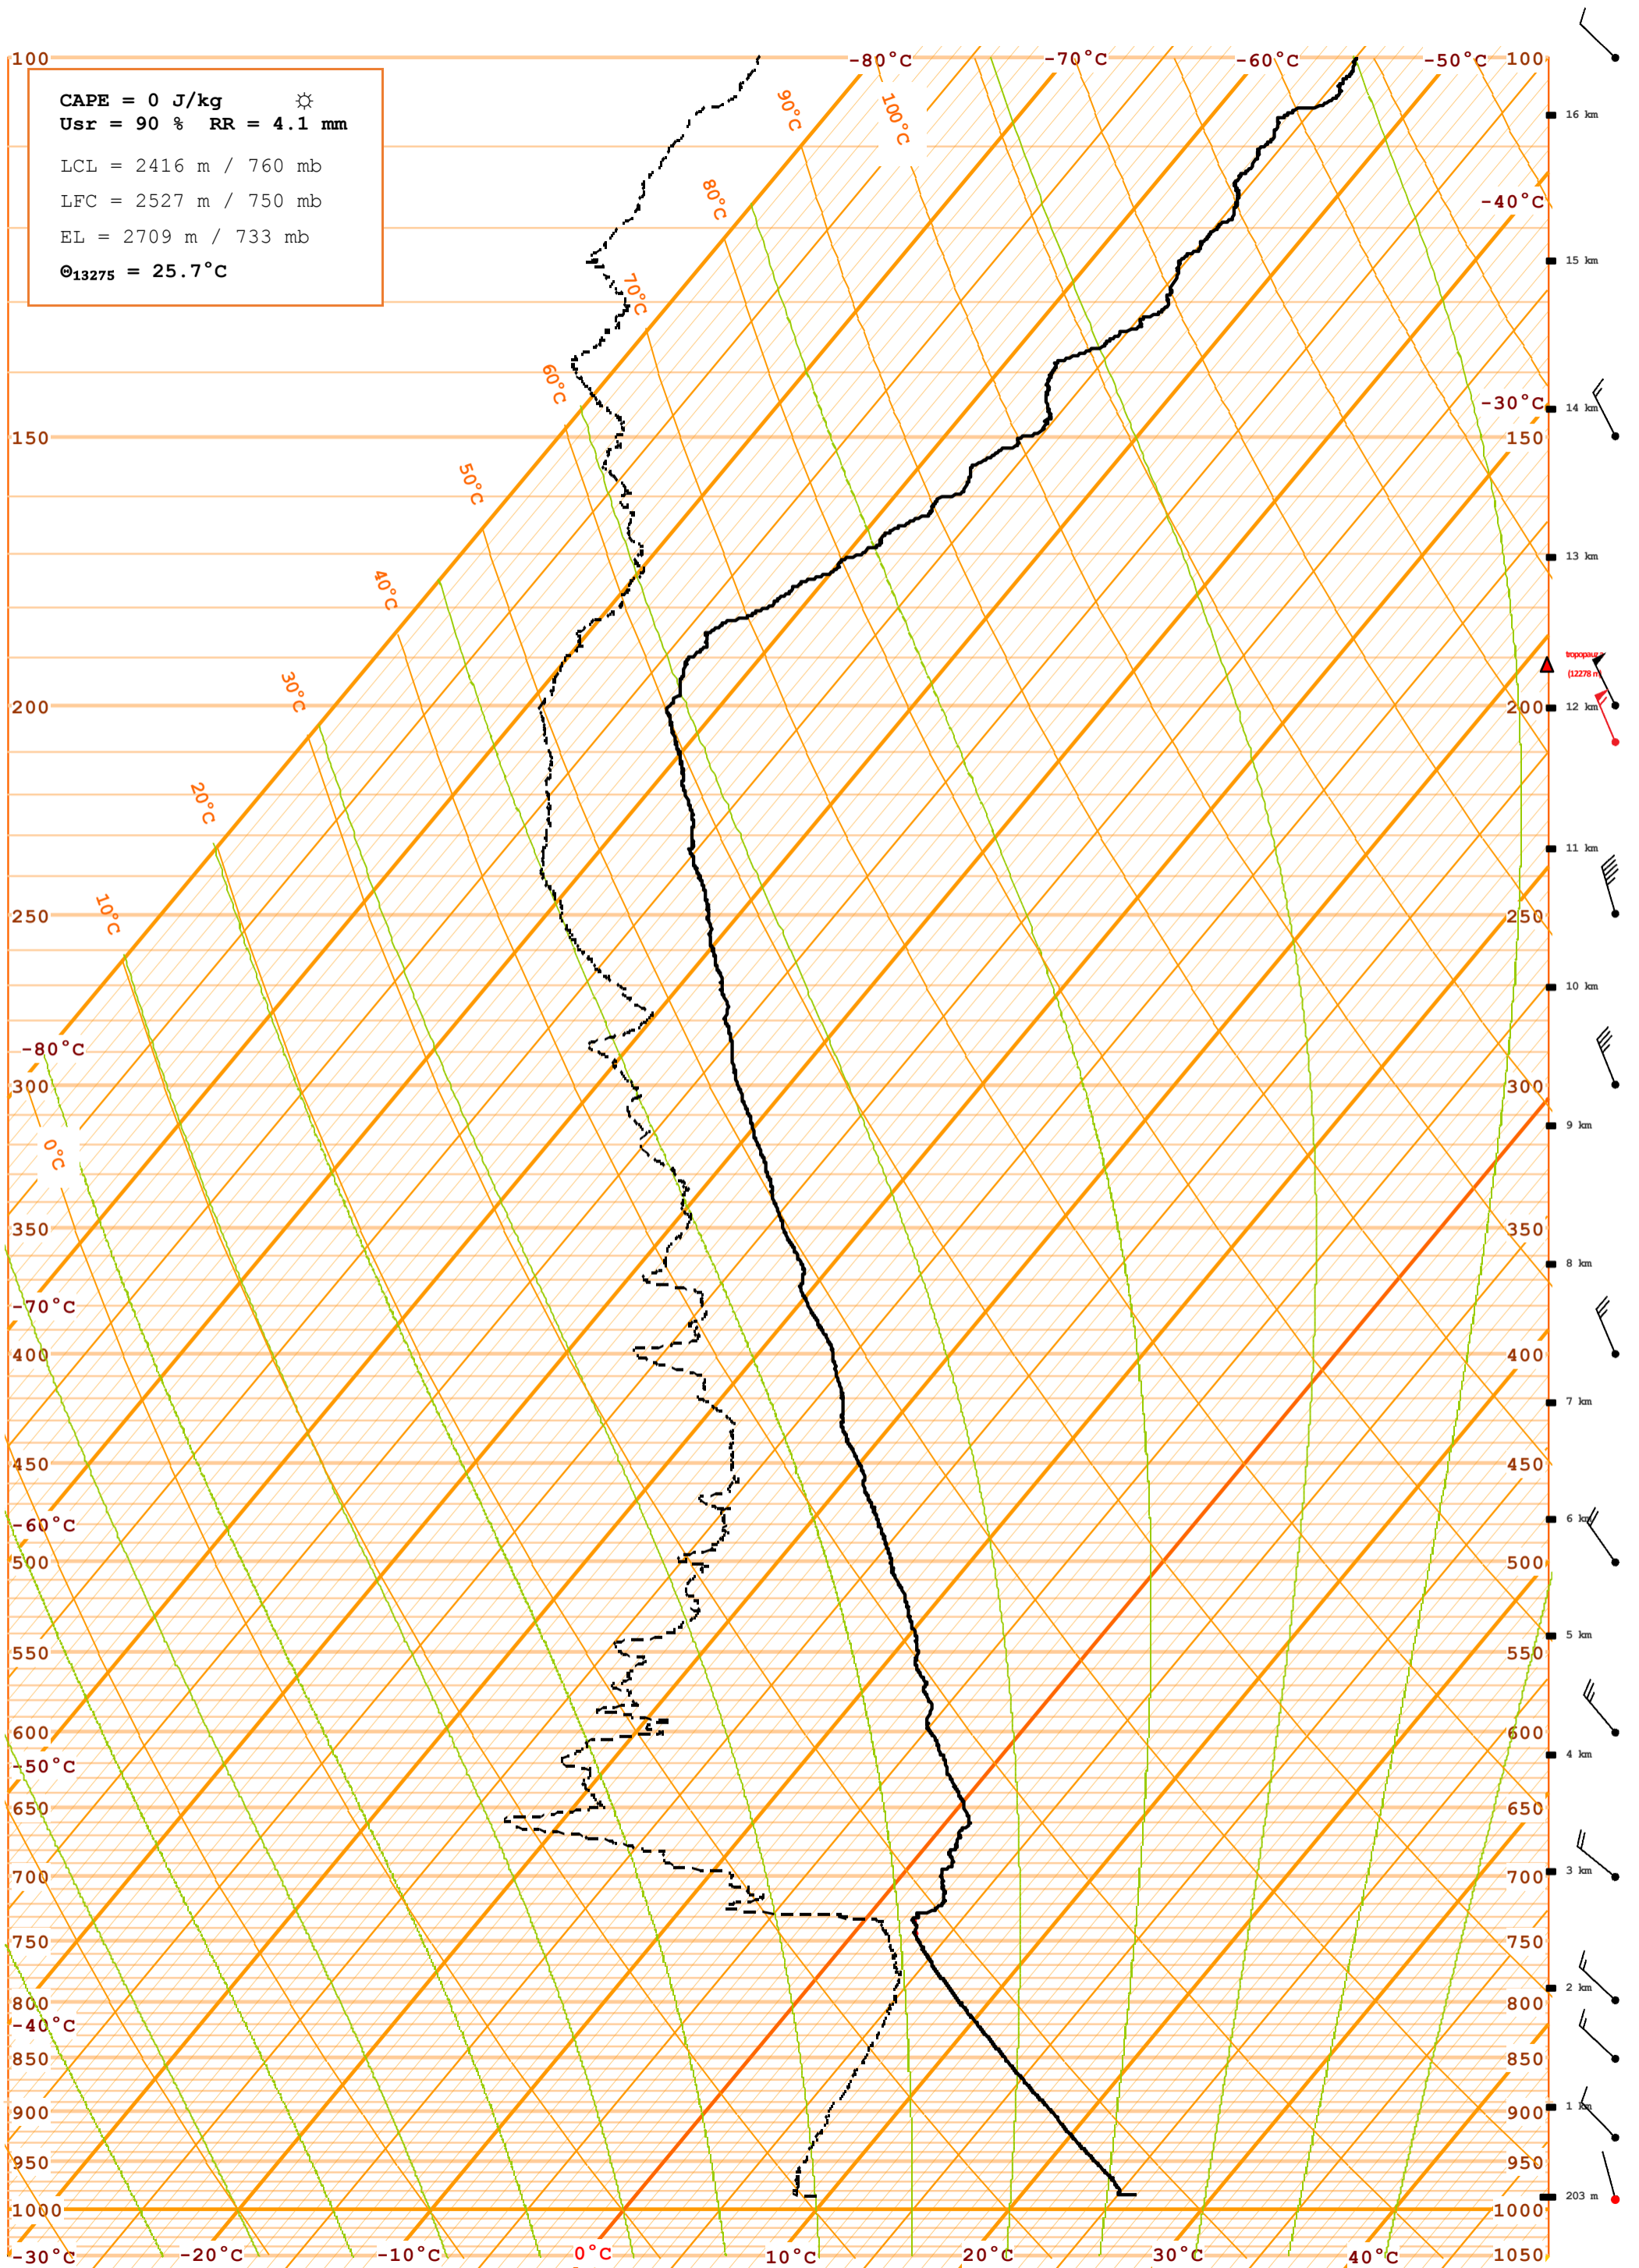 -80°C -70°C -60°C -50°C
100 100
CAPE = 0 J/kg ☼
Usr = 90 % RR = 4.1 mm
LCL = 2416 m / 760 mb
LFC = 2527 m / 750 mb
EL = 2709 m / 733 mb
Θ13275 = 25.7°C
90°C 100°C
16 km
80°C
-40°C
15 km
70°C
60°C
-30°C
14 km
150 150
50°C
13 km
40°C
30°C
(12278 m
200 200
12 km
20°C
11 km
10°C
250 250
10 km
-80°C
300 300
9 km
0°C
350 350
8 km
-70°C
400 400
7 km
450 450
6 km
-60°C
500 500
5 km
550 550
600 600
4 km
-50°C
650 650
3 km
700 700
750 750
2 km
800 800
-40°C
850 850
1 km
900 900
950 950
203 m
1000 1000
-30°C -20°C -10°C 0°C 10°C 20°C 30°C 40°C 1050